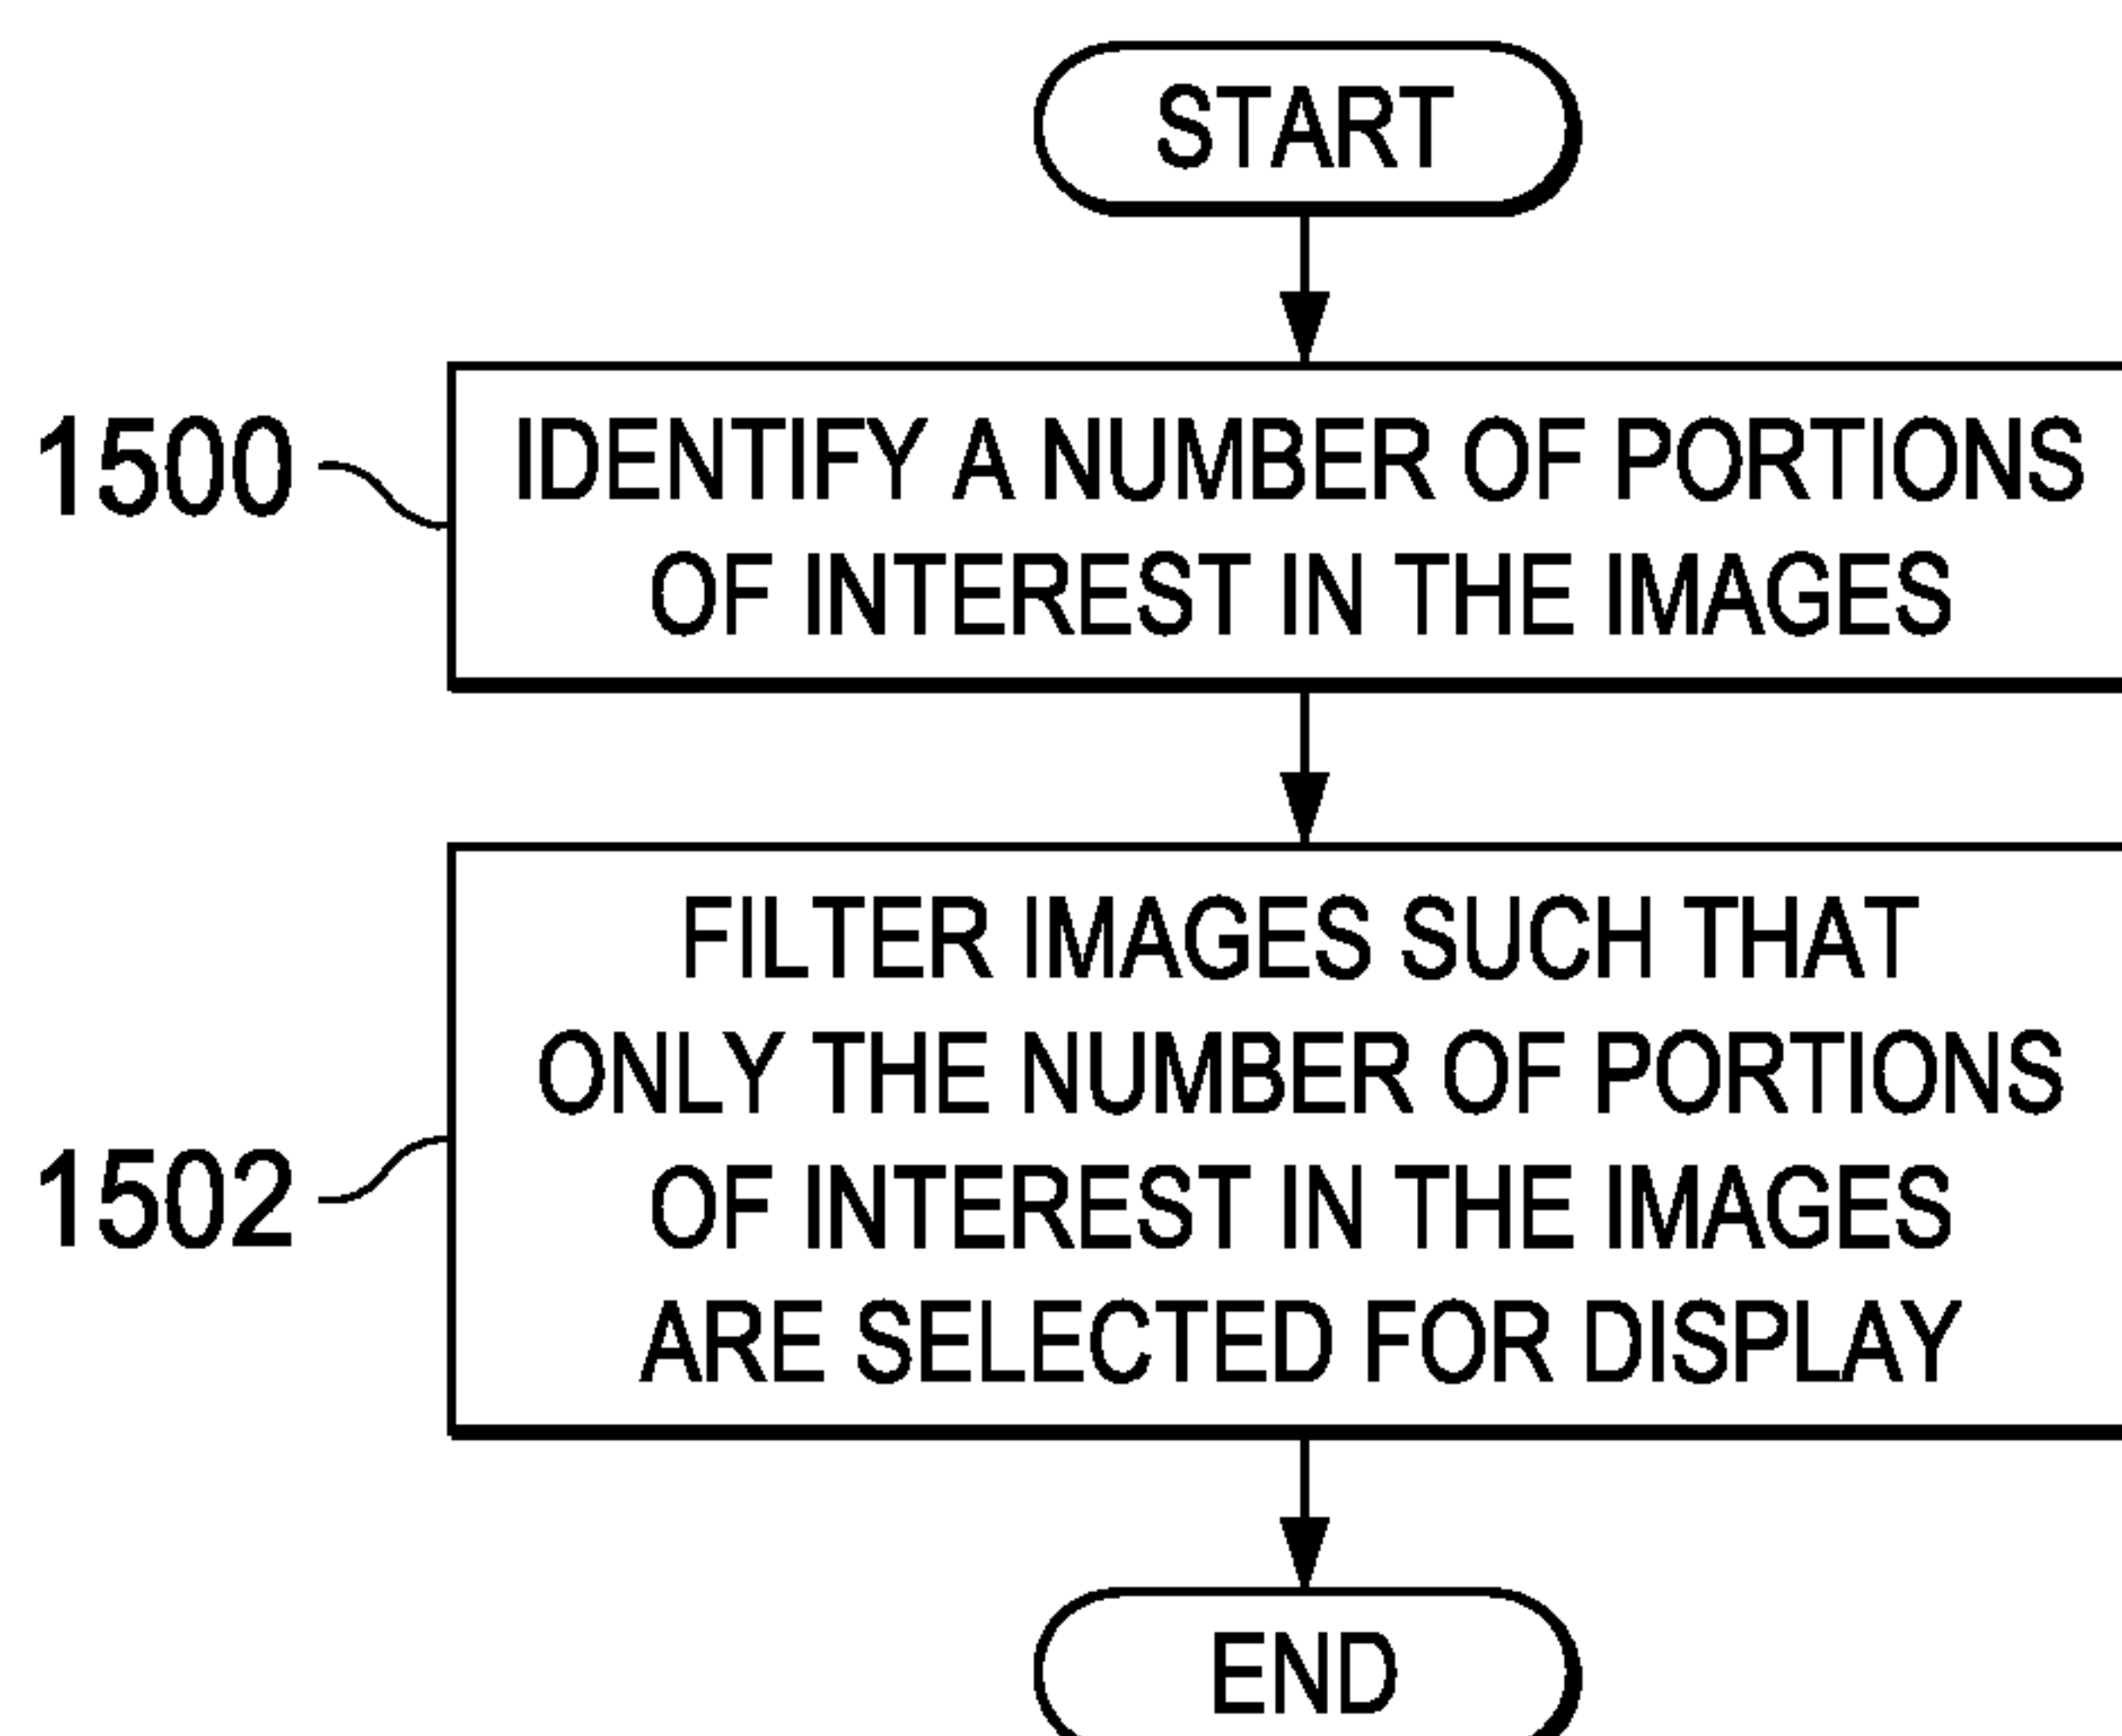 START
1500
IDENTIFY A NUMBER OF PORTIONS
OF INTEREST IN THE IMAGES
FILTER IMAGES SUCH THAT
ONLY THE NUMBER OF PORTIONS
1502
OF INTEREST IN THE IMAGES
ARE SELECTED FOR DISPLAY
END